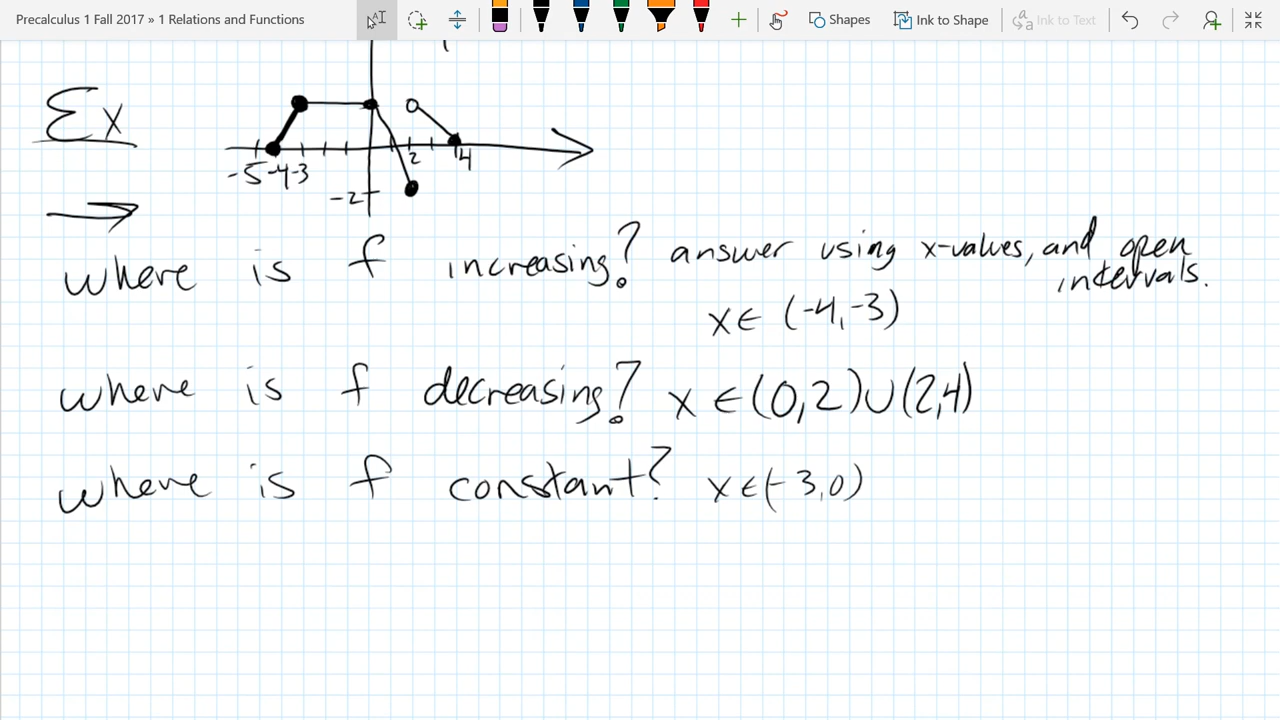 Precalculus 1 Fall 2017 » 1 Relations and Functions
Shapes
Ink to Shape
Ink to Text
Ex
-5 -4 -3
2
4
-2
where is f increasing? answer using x-values, and open
intervals.
x ∈ (-4, -3)
where is f decreasing? x ∈ (0, 2) ∪ (2, 4)
where is f constant? x ∈ (-3, 0)